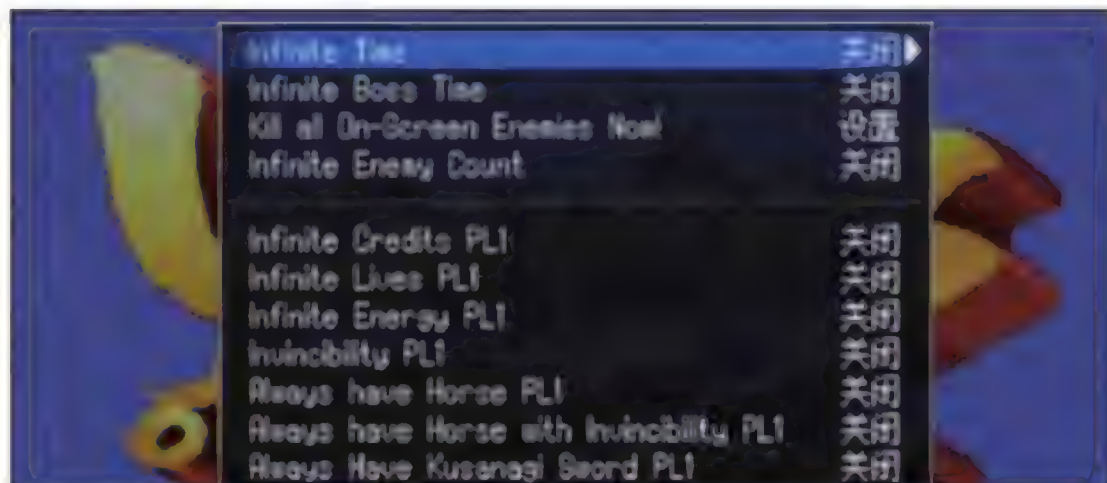 Infinite Time 关闭
Infinite Boss Time 关闭
Kill all On-Screen Enemies Now! 设置
Infinite Enemy Count 关闭
Infinite Credits PL1 关闭
Infinite Lives PL1 关闭
Infinite Energy PL1 关闭
Invincibility PL1 关闭
Always have Horse PL1 关闭
Always have Horse with Invincibility PL1 关闭
Always Have Kusanagi Sword PL1 关闭